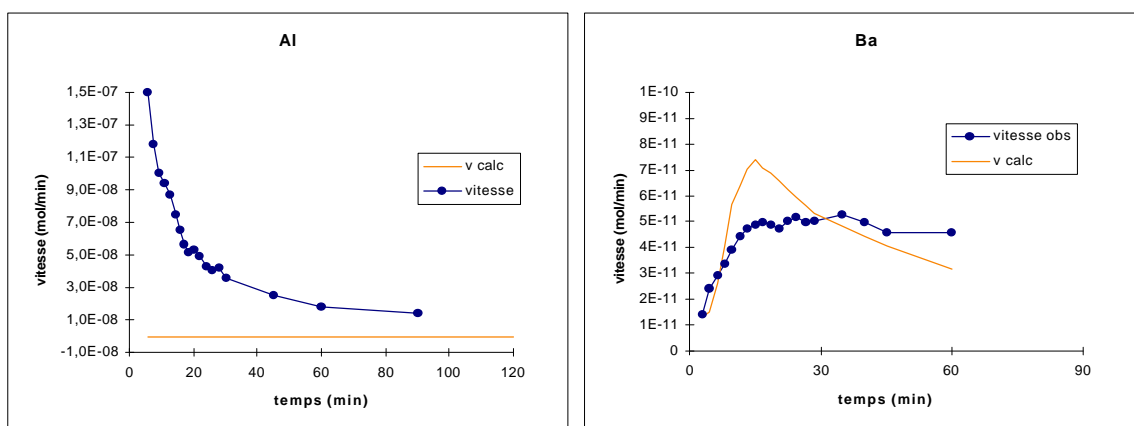 Al
vitesse (mol/min)
1,5E-07
1,3E-07
1,1E-07
9,0E-08
7,0E-08
5,0E-08
3,0E-08
1,0E-08
-1,0E-08
0 20 40 60 80 100 120
temps (min)
v calc
vitesse
Ba
vitesse (mol/min)
1E-10
9E-11
8E-11
7E-11
6E-11
5E-11
4E-11
3E-11
2E-11
1E-11
0
0 30 60 90
temps (min)
vitesse obs
v calc